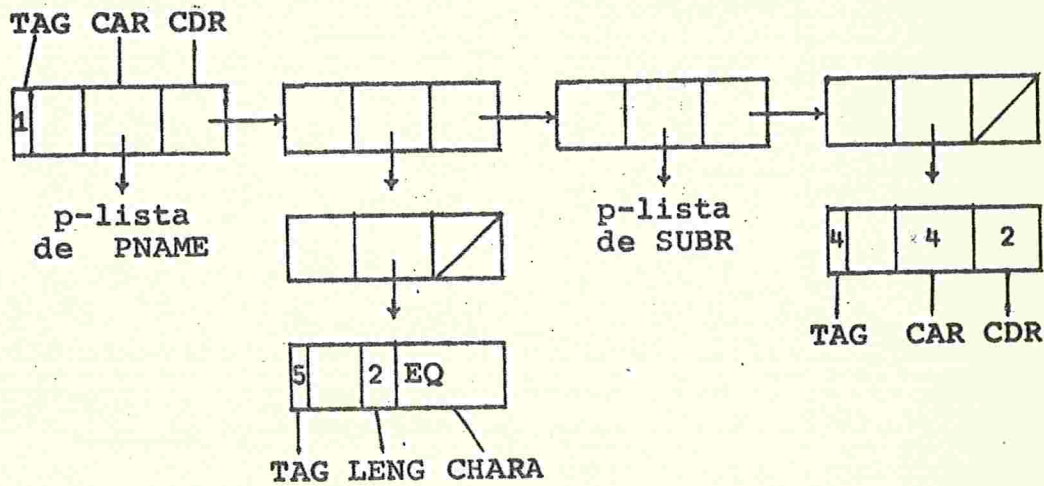 TAG CAR CDR
1
p-lista
de PNAME
p-lista
de SUBR
4 4 2
TAG CAR CDR
5 2 EQ
TAG LENG CHARA